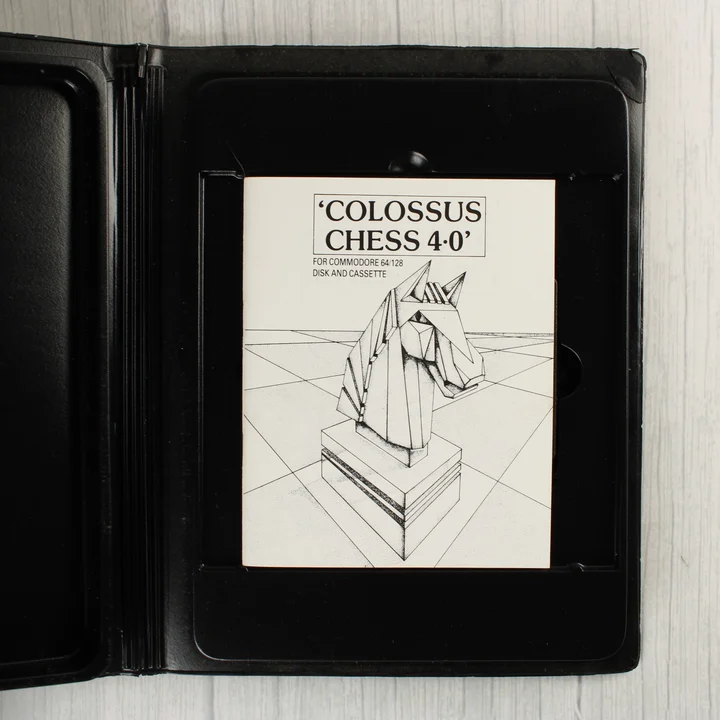 ‘COLOSSUS
CHESS 4·0’
FOR COMMODORE 64/128
DISK AND CASSETTE